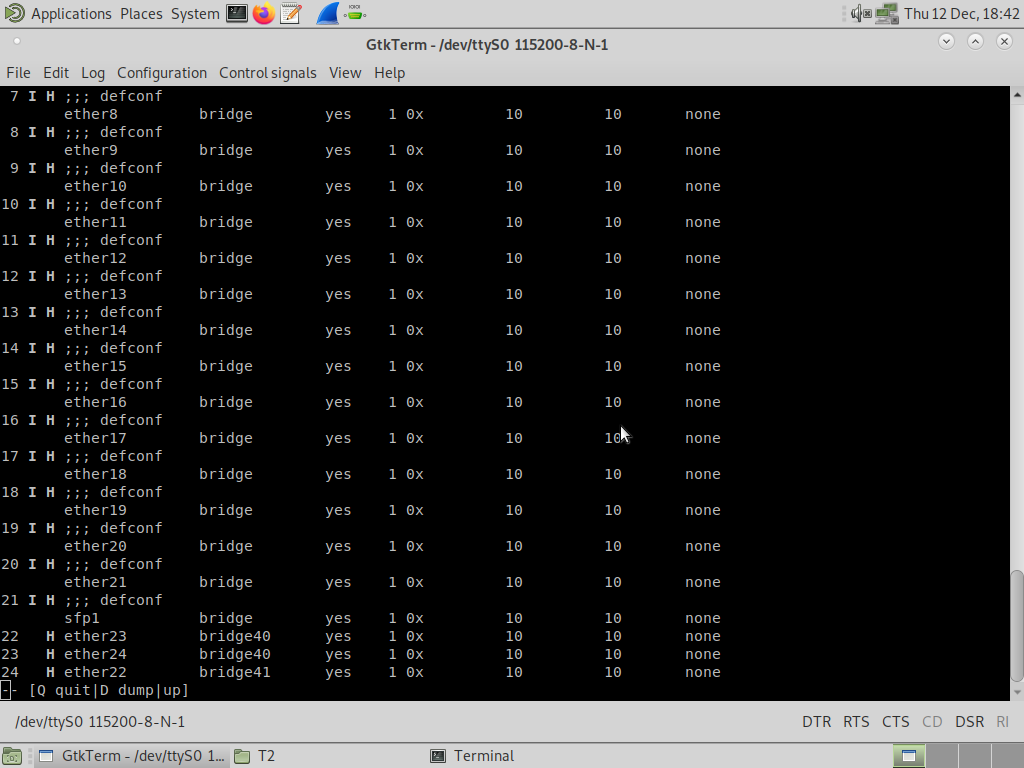 Applications Places System Thu 12 Dec, 18:42
GtkTerm - /dev/ttyS0 115200-8-N-1
File Edit Log Configuration Control signals View Help
7 I H ;;; defconf
ether8 bridge yes 1 0x 10 10 none
8 I H ;;; defconf
ether9 bridge yes 1 0x 10 10 none
9 I H ;;; defconf
ether10 bridge yes 1 0x 10 10 none
10 I H ;;; defconf
ether11 bridge yes 1 0x 10 10 none
11 I H ;;; defconf
ether12 bridge yes 1 0x 10 10 none
12 I H ;;; defconf
ether13 bridge yes 1 0x 10 10 none
13 I H ;;; defconf
ether14 bridge yes 1 0x 10 10 none
14 I H ;;; defconf
ether15 bridge yes 1 0x 10 10 none
15 I H ;;; defconf
ether16 bridge yes 1 0x 10 10 none
16 I H ;;; defconf
ether17 bridge yes 1 0x 10 10 none
17 I H ;;; defconf
ether18 bridge yes 1 0x 10 10 none
18 I H ;;; defconf
ether19 bridge yes 1 0x 10 10 none
19 I H ;;; defconf
ether20 bridge yes 1 0x 10 10 none
20 I H ;;; defconf
ether21 bridge yes 1 0x 10 10 none
21 I H ;;; defconf
sfp1 bridge yes 1 0x 10 10 none
22 H ether23 bridge40 yes 1 0x 10 10 none
23 H ether24 bridge40 yes 1 0x 10 10 none
24 H ether22 bridge41 yes 1 0x 10 10 none
-- [Q quit|D dump|up]
/dev/ttyS0 115200-8-N-1 DTR RTS CTS CD DSR RI
GtkTerm - /dev/ttyS0 1... T2 Terminal